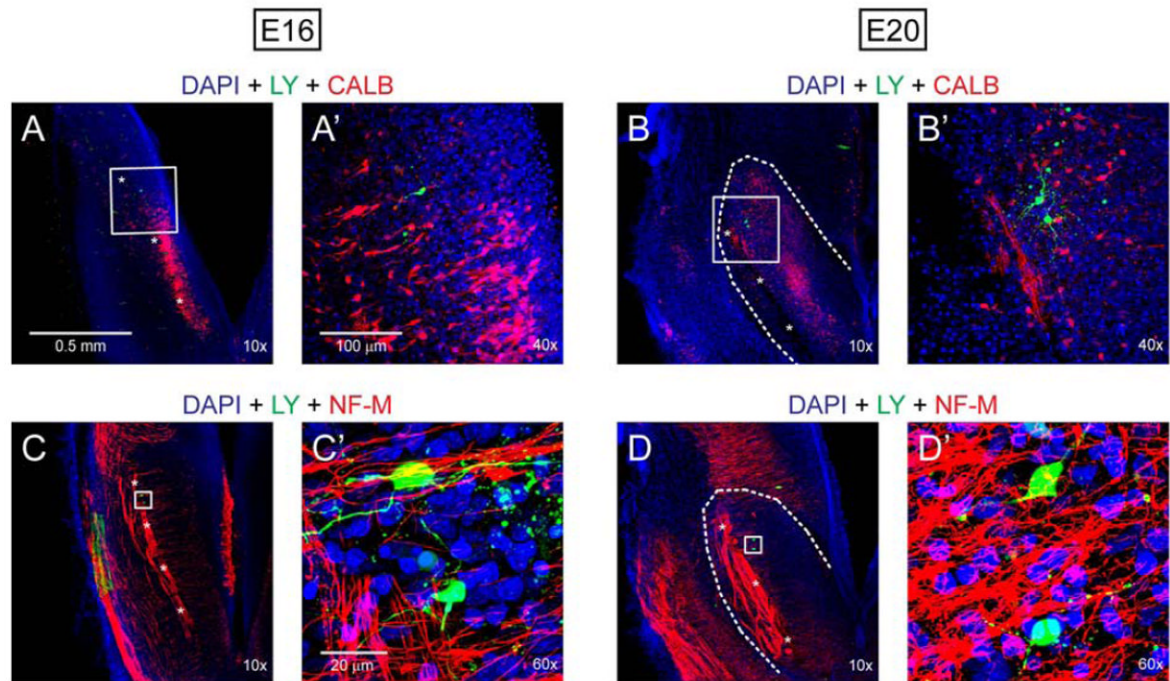 E16
E20
DAPI + LY + CALB
DAPI + LY + CALB
A
0.5 mm
10x
A'
100 µm
40x
B
10x
B'
40x
DAPI + LY + NF-M
DAPI + LY + NF-M
C
10x
C'
20 µm
60x
D
10x
D'
60x